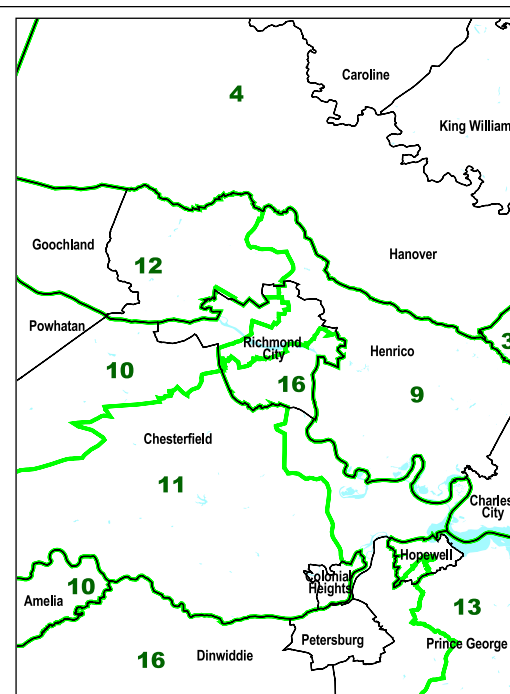 4
Caroline
King William
Goochland
Hanover
12
Powhatan
Richmond
City
Henrico
3
10
16
9
Chesterfield
11
Charles
City
Hopewell
10
Colonial
Heights
Amelia
13
Petersburg
Prince George
16
Dinwiddie